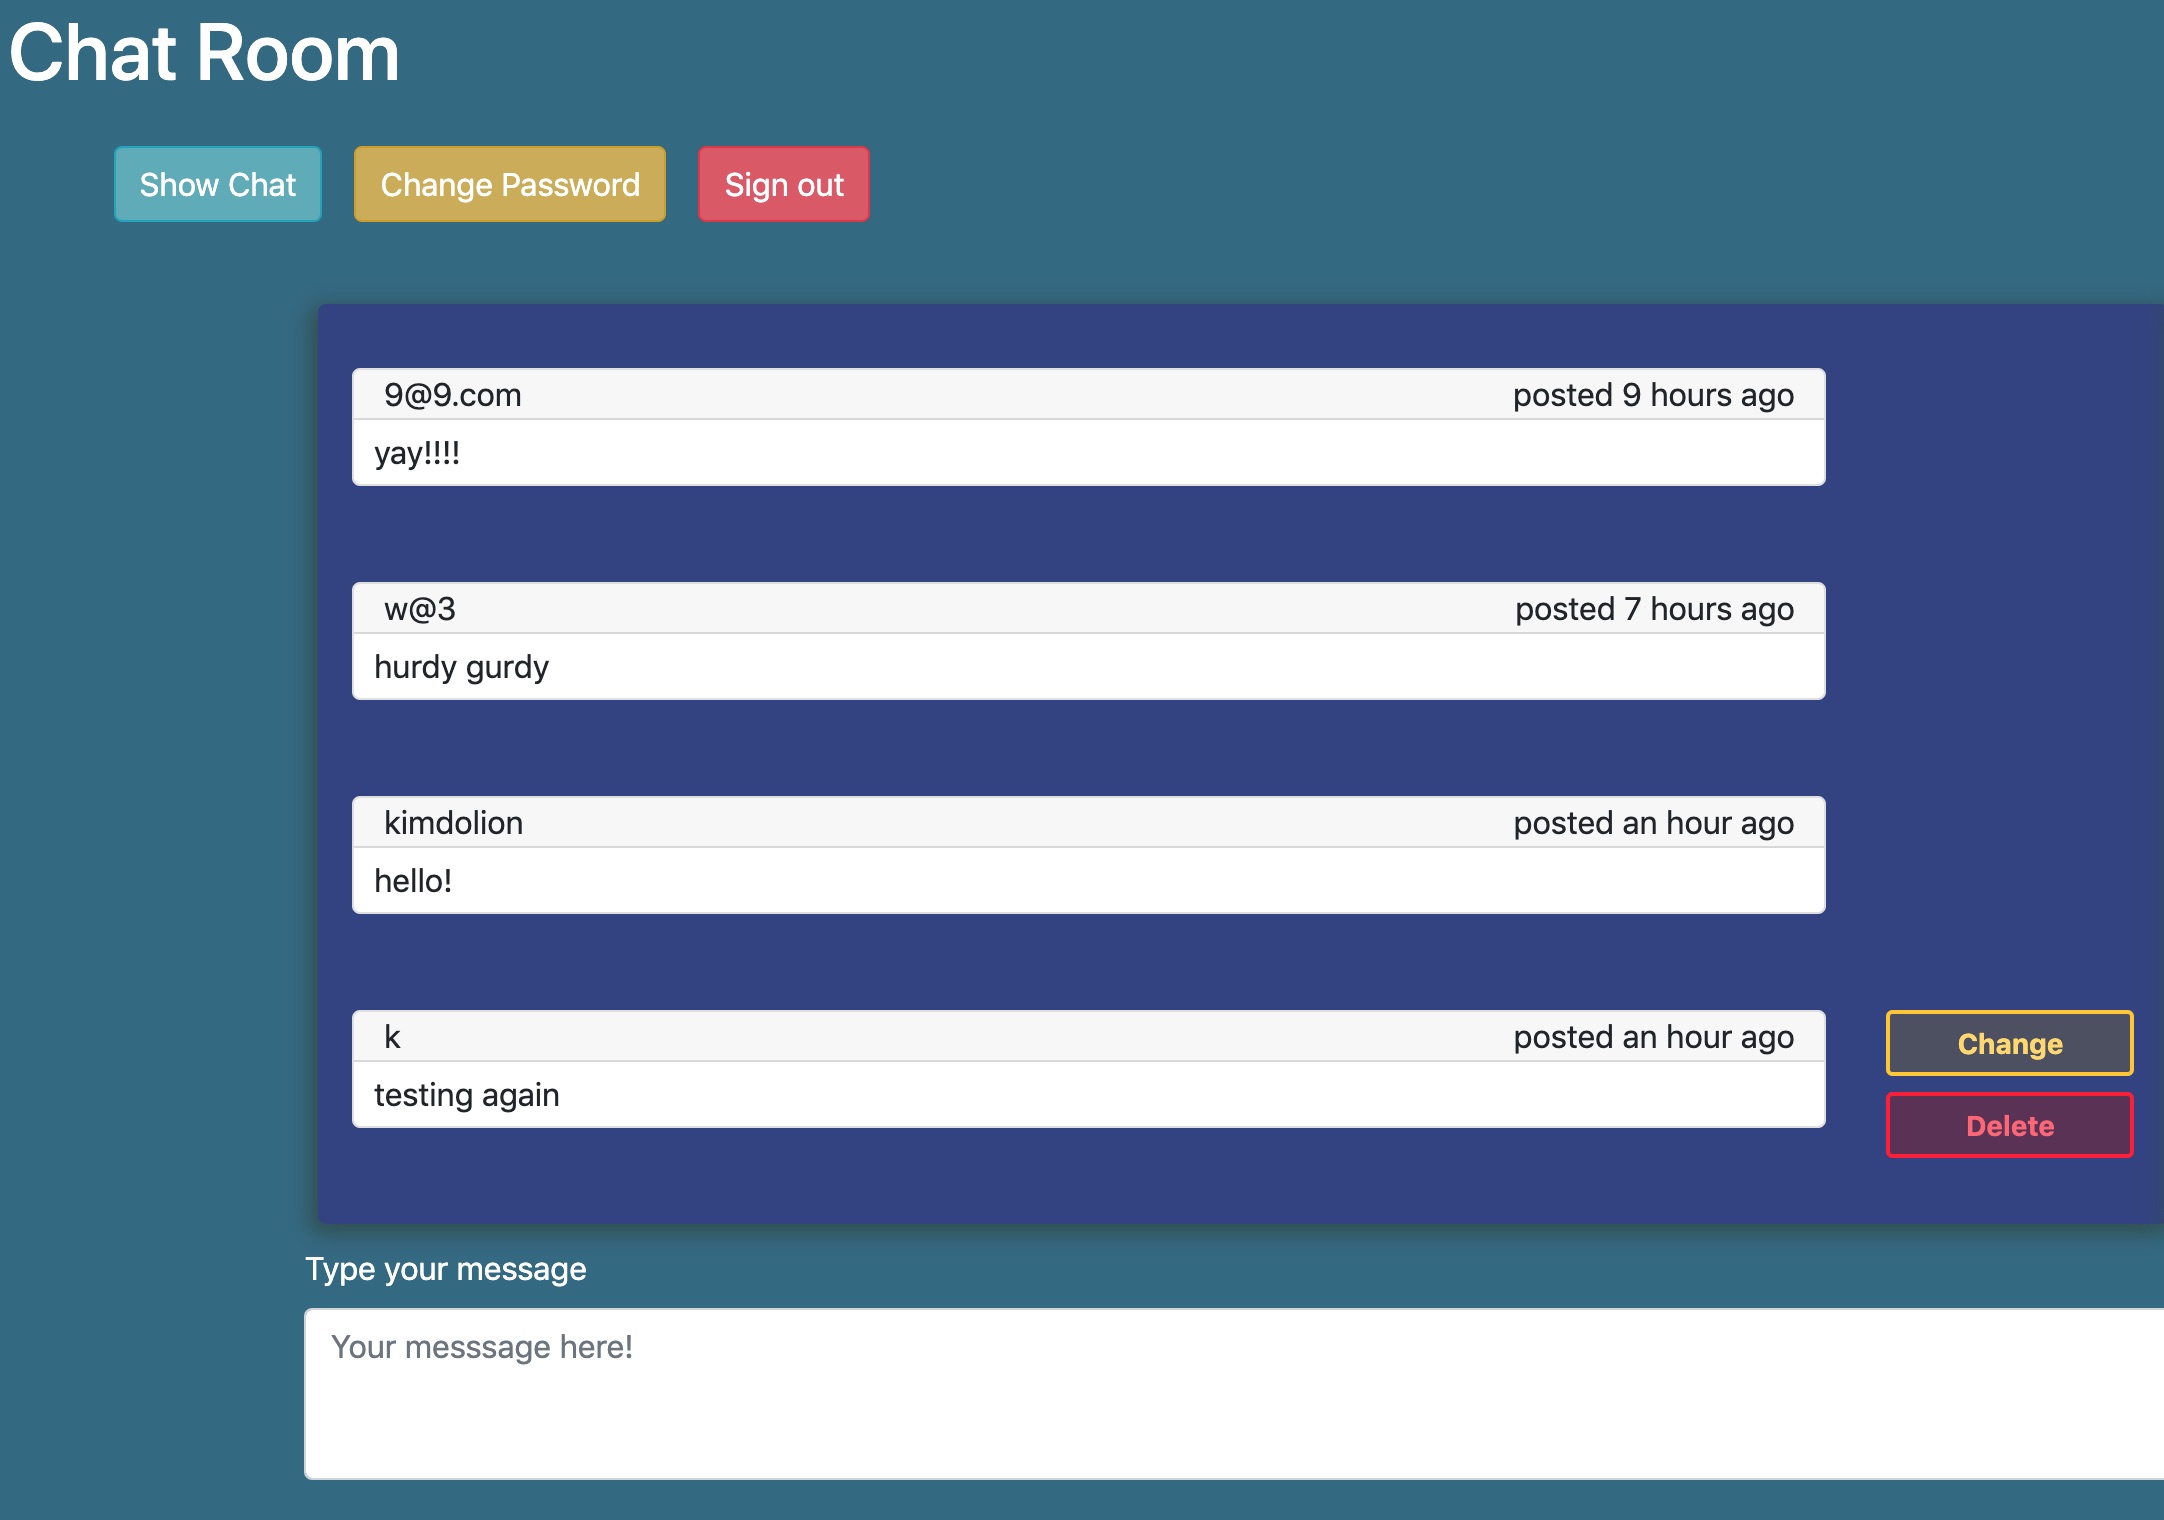 Chat Room
Show Chat Change Password Sign out
9@9.com posted 9 hours ago
yay!!!!
w@3 posted 7 hours ago
hurdy gurdy
kimdolion posted an hour ago
hello!
k posted an hour ago
Change
testing again
Delete
Type your message
Your messsage here!